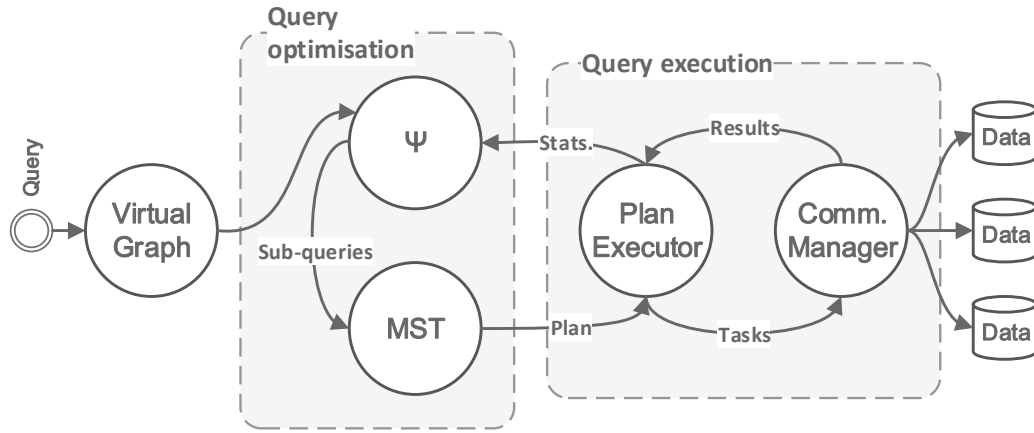 Query
optimisation
Query execution
Query
Virtual
Graph
Ψ
Sub-queries
MST
Stats.
Plan
Results
Plan
Executor
Comm.
Manager
Tasks
Data
Data
Data